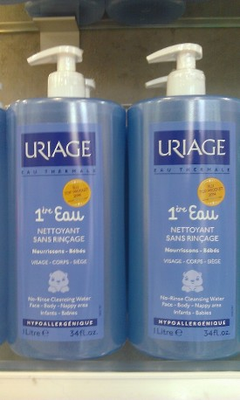 URIAGE
EAU THERMALE
1ère Eau
NETTOYANT
SANS RINÇAGE
Nourrissons - Bébés
VISAGE - CORPS - SIÈGE
No-Rinse Cleansing Water
Face - Body - Nappy area
Infants - Babies
HYPOALLERGÉNIQUE
1 Litre e 34 fl.oz.
URIAGE
EAU THERMALE
1ère Eau
NETTOYANT
SANS RINÇAGE
Nourrissons - Bébés
VISAGE - CORPS - SIÈGE
No-Rinse Cleansing Water
Face - Body - Nappy area
Infants - Babies
HYPOALLERGÉNIQUE
1 Litre e 34 fl.oz.